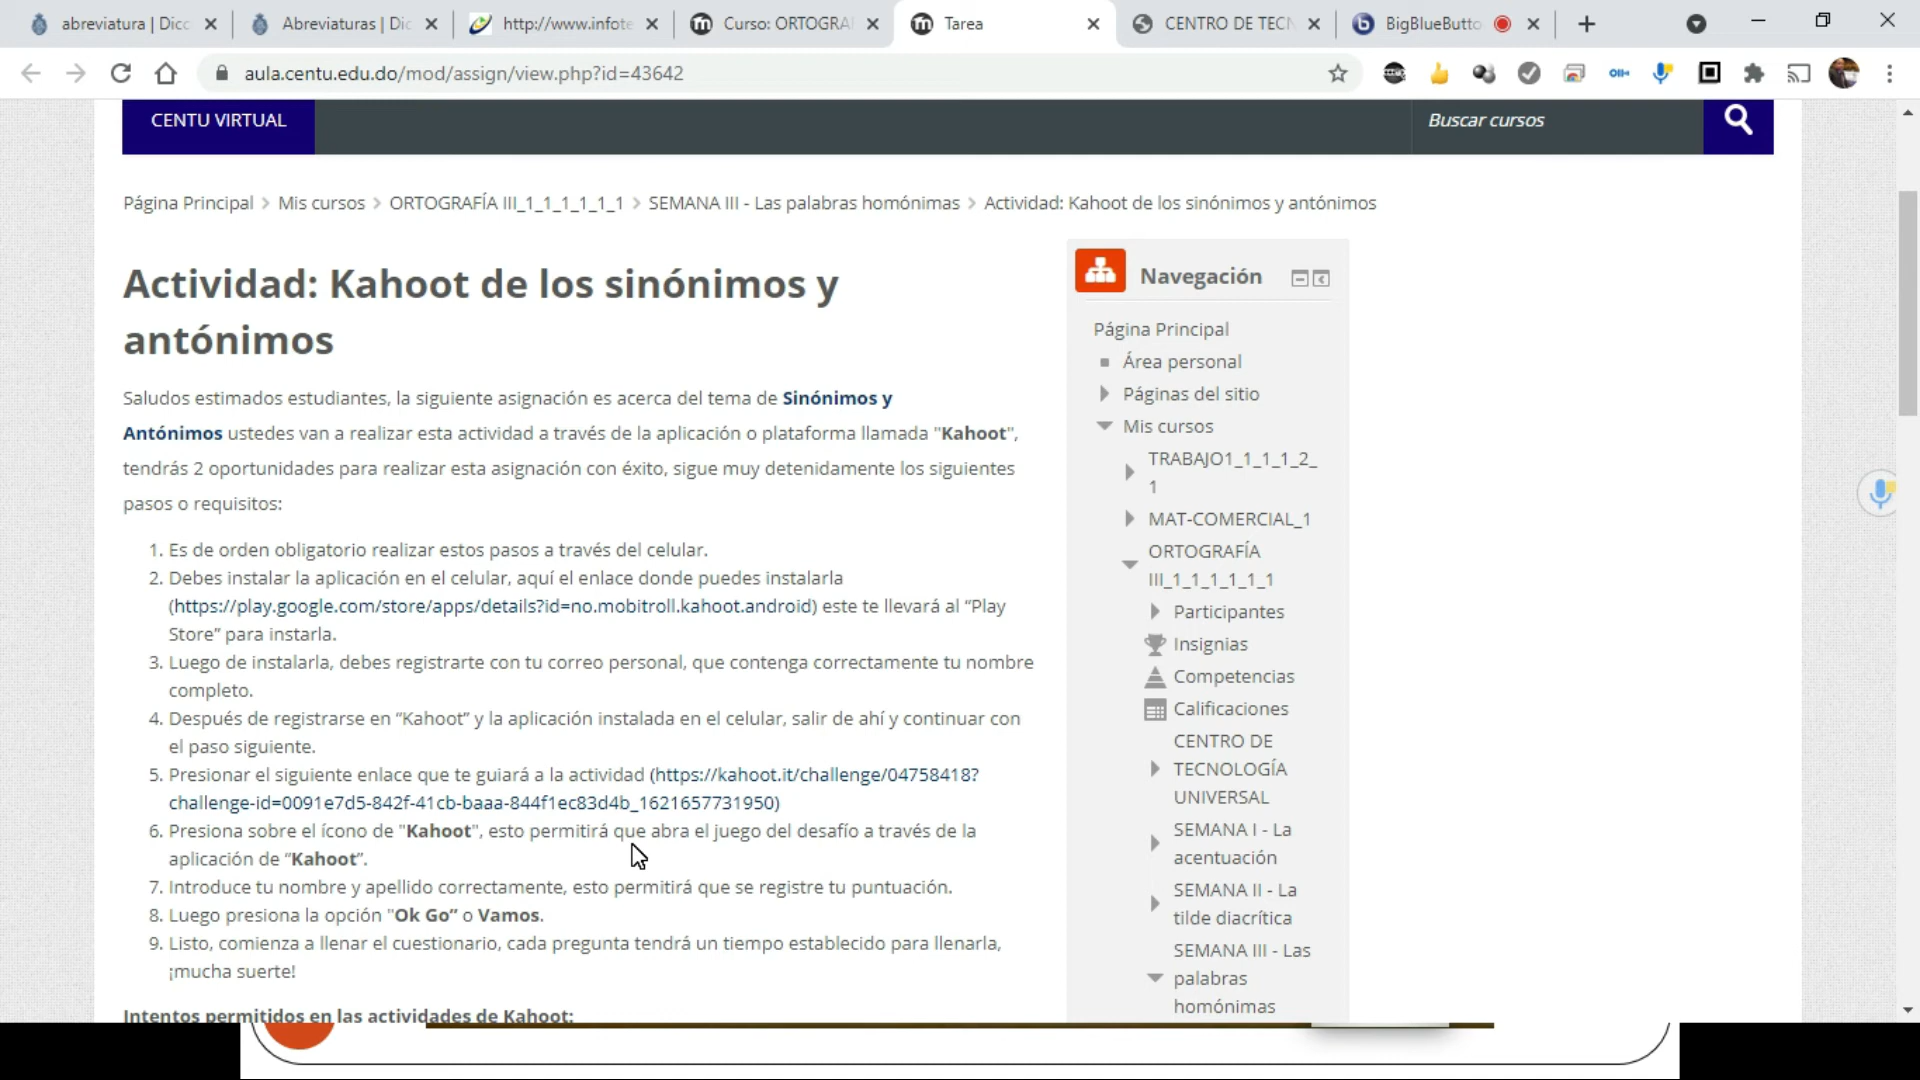 abreviatura | Dicc
Abreviaturas | Dic
http://www.infote
Curso: ORTOGRA
Tarea
CENTRO DE TECN
BigBlueButto
aula.centu.edu.do/mod/assign/view.php?id=43642
CENTU VIRTUAL
Buscar cursos
Página Principal > Mis cursos > ORTOGRAFÍA III_1_1_1_1_1_1 > SEMANA III - Las palabras homónimas > Actividad: Kahoot de los sinónimos y antónimos
Actividad: Kahoot de los sinónimos y
antónimos
Saludos estimados estudiantes, la siguiente asignación es acerca del tema de Sinónimos y
Antónimos ustedes van a realizar esta actividad a través de la aplicación o plataforma llamada "Kahoot",
tendrás 2 oportunidades para realizar esta asignación con éxito, sigue muy detenidamente los siguientes
pasos o requisitos:
1. Es de orden obligatorio realizar estos pasos a través del celular.
2. Debes instalar la aplicación en el celular, aquí el enlace donde puedes instalarla
(https://play.google.com/store/apps/details?id=no.mobitroll.kahoot.android) este te llevará al “Play
Store” para instarla.
3. Luego de instalarla, debes registrarte con tu correo personal, que contenga correctamente tu nombre
completo.
4. Después de registrarse en “Kahoot” y la aplicación instalada en el celular, salir de ahí y continuar con
el paso siguiente.
5. Presionar el siguiente enlace que te guiará a la actividad (https://kahoot.it/challenge/04758418?
challenge-id=0091e7d5-842f-41cb-baaa-844f1ec83d4b_1621657731950)
6. Presiona sobre el ícono de "Kahoot", esto permitirá que abra el juego del desafío a través de la
aplicación de “Kahoot”.
7. Introduce tu nombre y apellido correctamente, esto permitirá que se registre tu puntuación.
8. Luego presiona la opción "Ok Go” o Vamos.
9. Listo, comienza a llenar el cuestionario, cada pregunta tendrá un tiempo establecido para llenarla,
¡mucha suerte!
Intentos permitidos en las actividades de Kahoot:
Navegación
Página Principal
Área personal
Páginas del sitio
Mis cursos
TRABAJO1_1_1_1_2_
1
MAT-COMERCIAL_1
ORTOGRAFÍA
III_1_1_1_1_1_1
Participantes
Insignias
Competencias
Calificaciones
CENTRO DE
TECNOLOGÍA
UNIVERSAL
SEMANA I - La
acentuación
SEMANA II - La
tilde diacrítica
SEMANA III - Las
palabras
homónimas